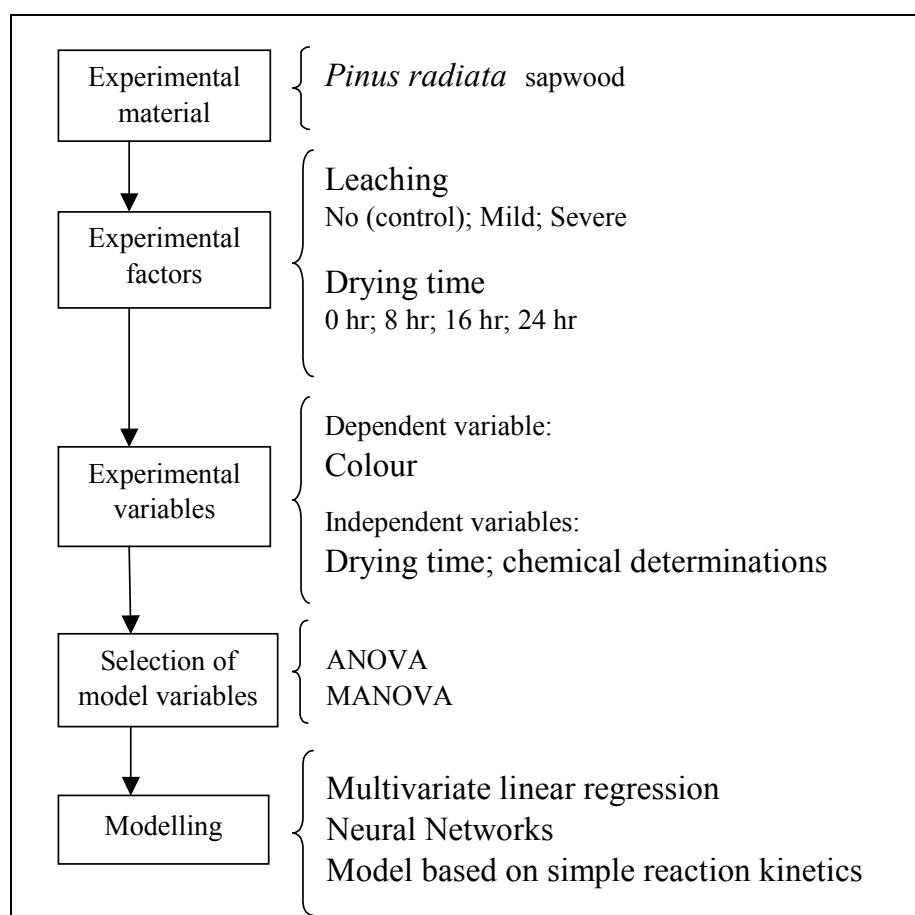 Experimental
material
Pinus radiata sapwood
Experimental
factors
Leaching
No (control); Mild; Severe
Drying time
0 hr; 8 hr; 16 hr; 24 hr
Experimental
variables
Dependent variable:
Colour
Independent variables:
Drying time; chemical determinations
Selection of
model variables
ANOVA
MANOVA
Modelling
Multivariate linear regression
Neural Networks
Model based on simple reaction kinetics